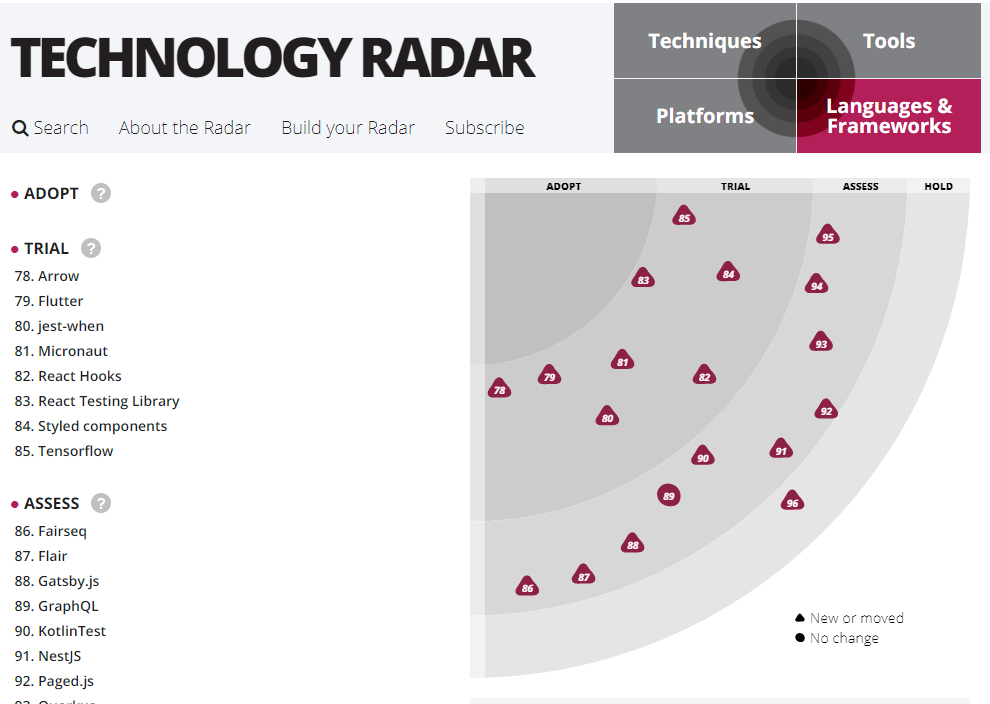 TECHNOLOGY RADAR
Search About the Radar Build your Radar Subscribe
Techniques Tools
Platforms Languages &
Frameworks
ADOPT ?
TRIAL ?
78. Arrow
79. Flutter
80. jest-when
81. Micronaut
82. React Hooks
83. React Testing Library
84. Styled components
85. Tensorflow
ASSESS ?
86. Fairseq
87. Flair
88. Gatsby.js
89. GraphQL
90. KotlinTest
91. NestJS
92. Paged.js
ADOPT TRIAL ASSESS HOLD
85
95
84
83
94
93
81
79
82
78
92
80
91
90
89
96
88
87
86
New or moved
No change